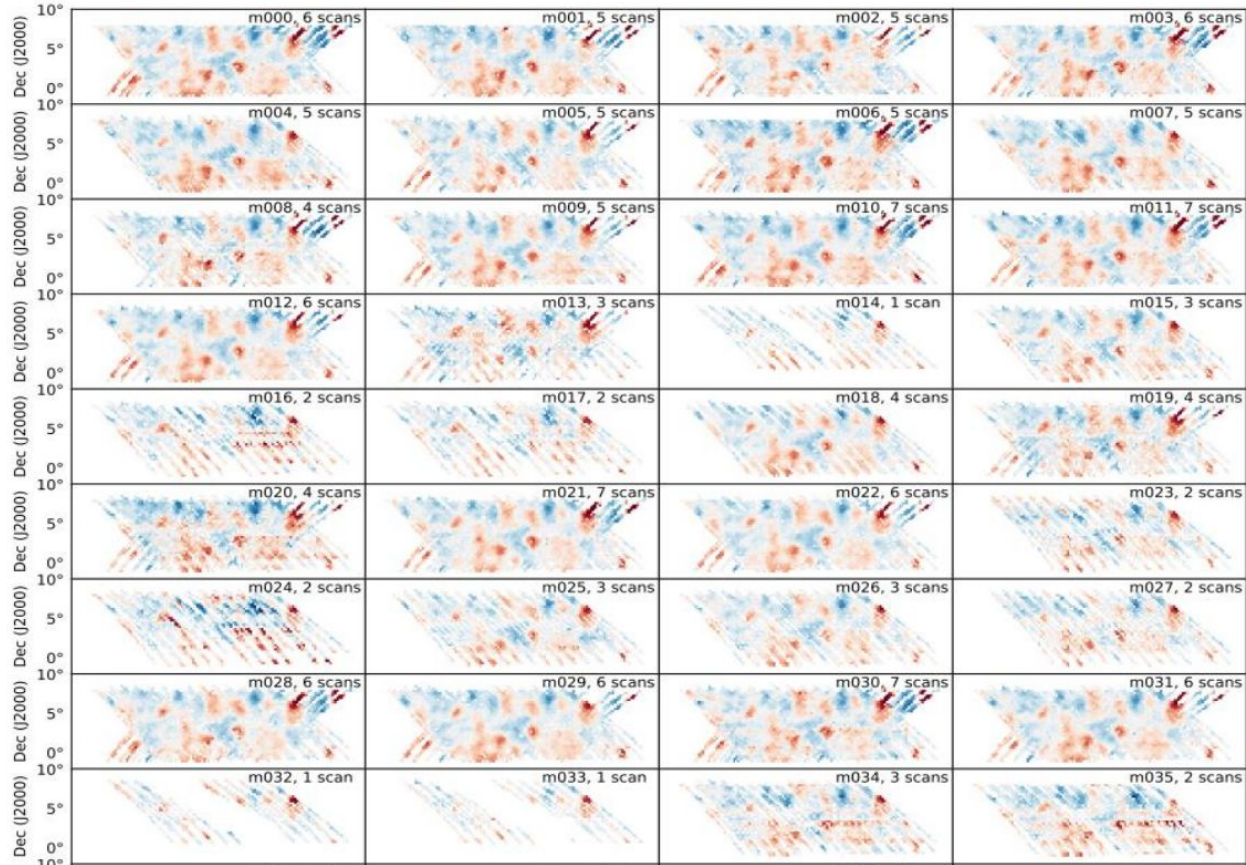 10° m000, 6 scans m001, 5 scans m002, 5 scans m003, 6 scans
Dec (J2000)
5°
0°
10° m004, 5 scans m005, 5 scans m006, 5 scans m007, 5 scans
Dec (J2000)
5°
0°
10° m008, 4 scans m009, 5 scans m010, 7 scans m011, 7 scans
Dec (J2000)
5°
0°
10° m012, 6 scans m013, 3 scans m014, 1 scan m015, 3 scans
Dec (J2000)
5°
0°
10° m016, 2 scans m017, 2 scans m018, 4 scans m019, 4 scans
Dec (J2000)
5°
0°
10° m020, 4 scans m021, 7 scans m022, 6 scans m023, 2 scans
Dec (J2000)
5°
0°
10° m024, 2 scans m025, 3 scans m026, 3 scans m027, 2 scans
Dec (J2000)
5°
0°
10° m028, 6 scans m029, 6 scans m030, 7 scans m031, 6 scans
Dec (J2000)
5°
0°
10° m032, 1 scan m033, 1 scan m034, 3 scans m035, 2 scans
Dec (J2000)
5°
0°
10°